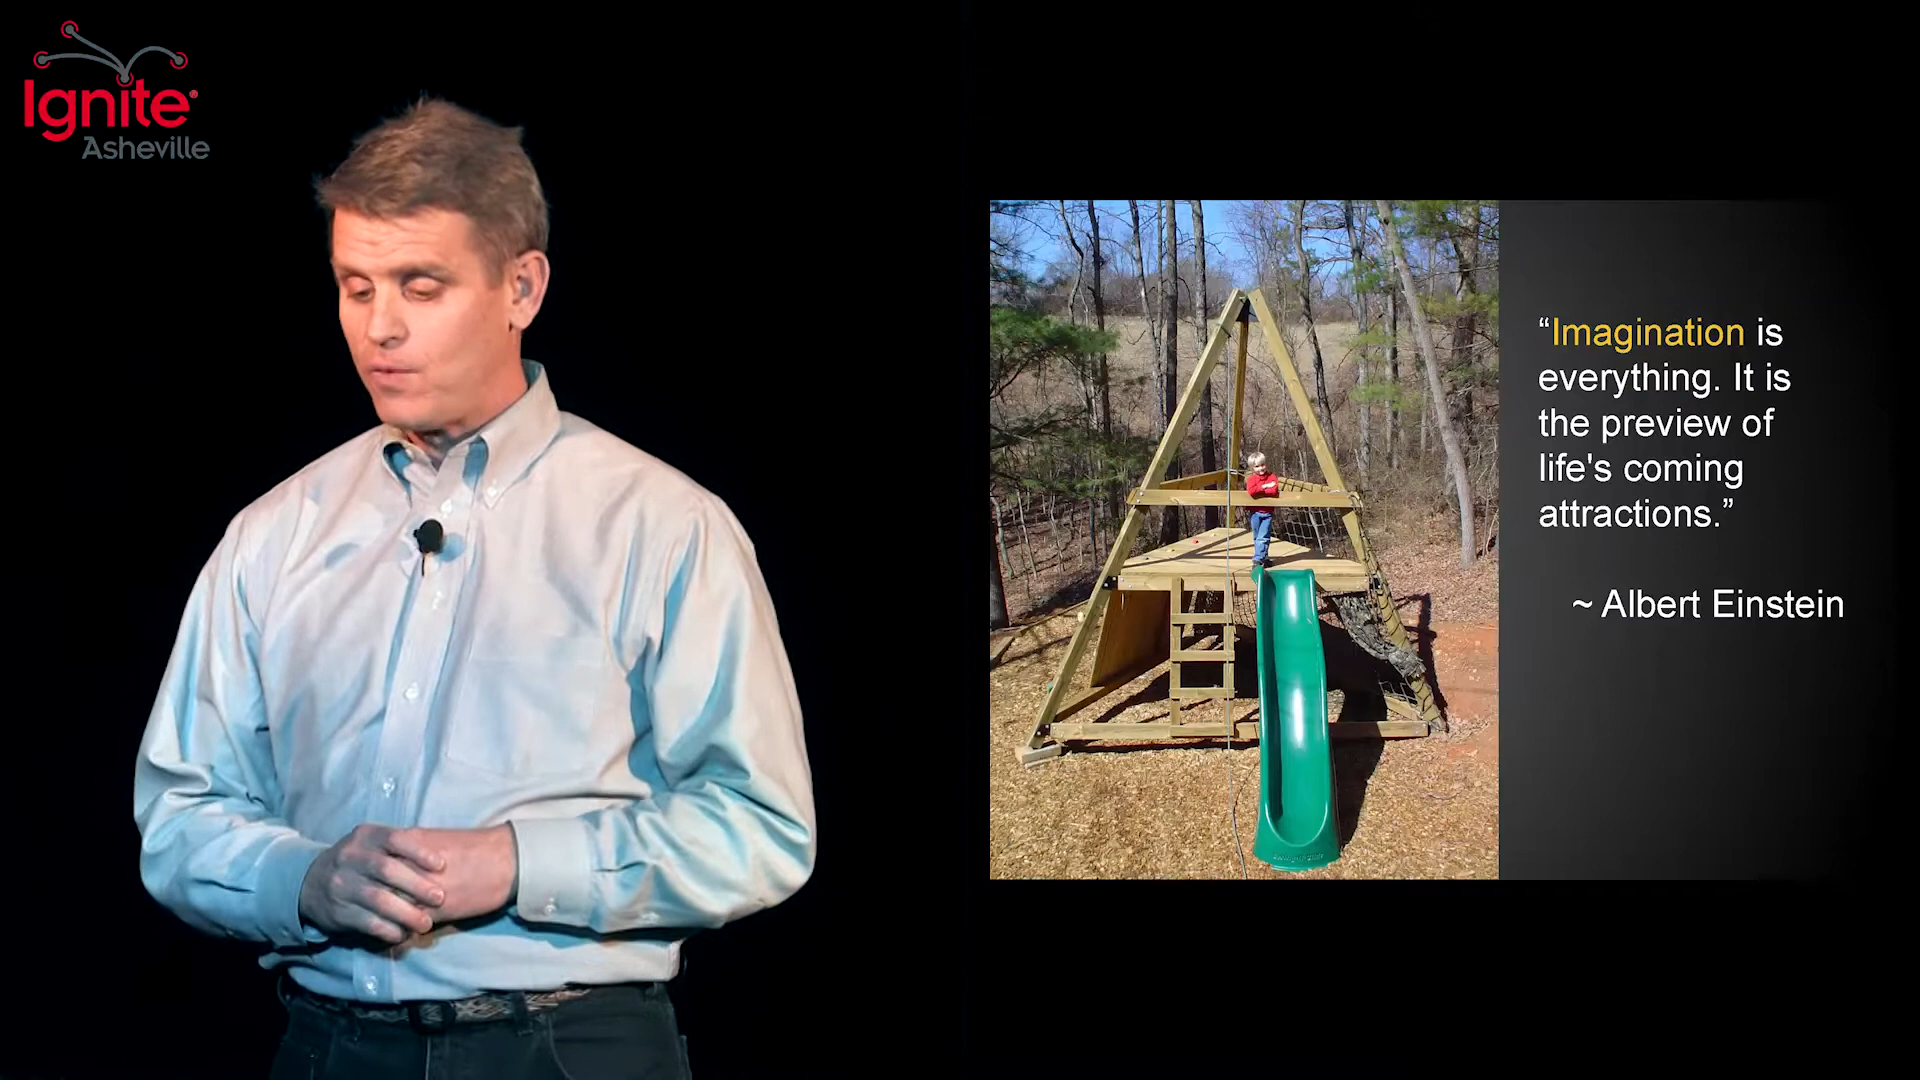 Ignite
Asheville
“Imagination is
everything. It is
the preview of
life's coming
attractions.”
~ Albert Einstein